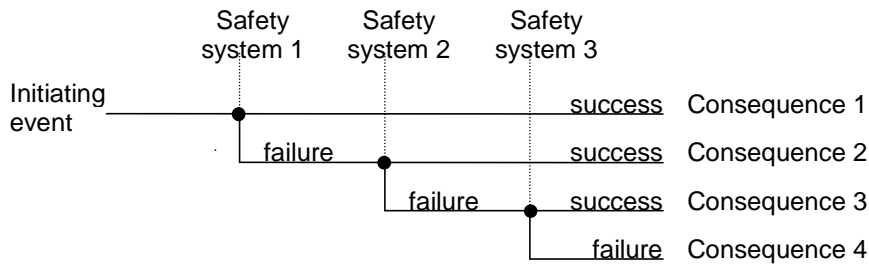 Safety Safety Safety
system 1 system 2 system 3
Initiating
event
success Consequence 1
failure success Consequence 2
failure success Consequence 3
failure Consequence 4